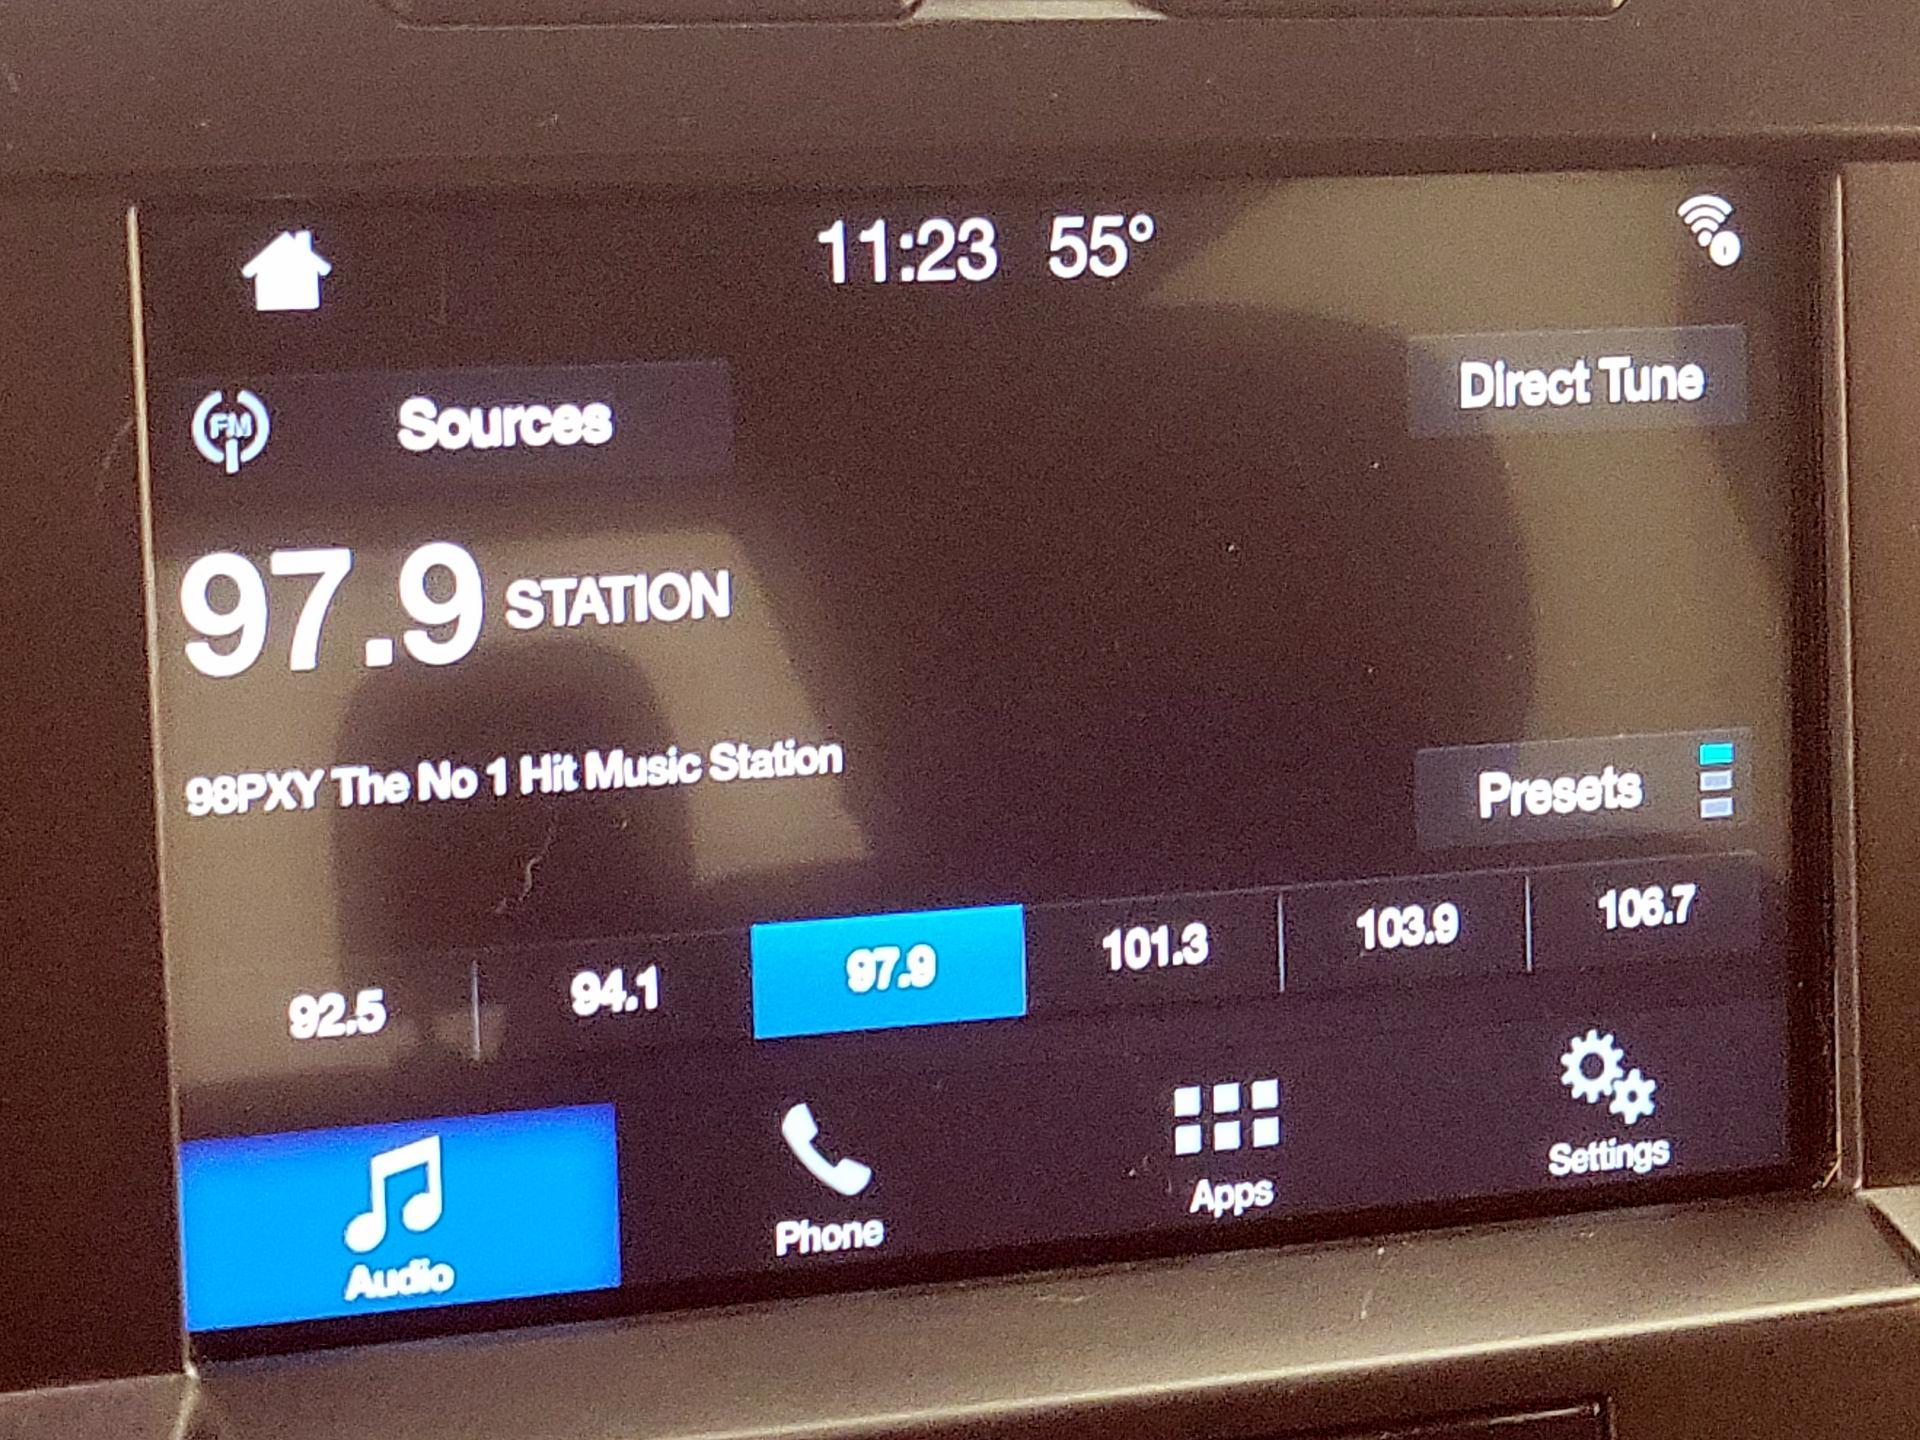 11:23 55°
FM Sources
Direct Tune
97.9 STATION
98PXY The No 1 Hit Music Station
Presets
92.5 94.1 97.9 101.3 103.9 106.7
Audio Phone Apps Settings